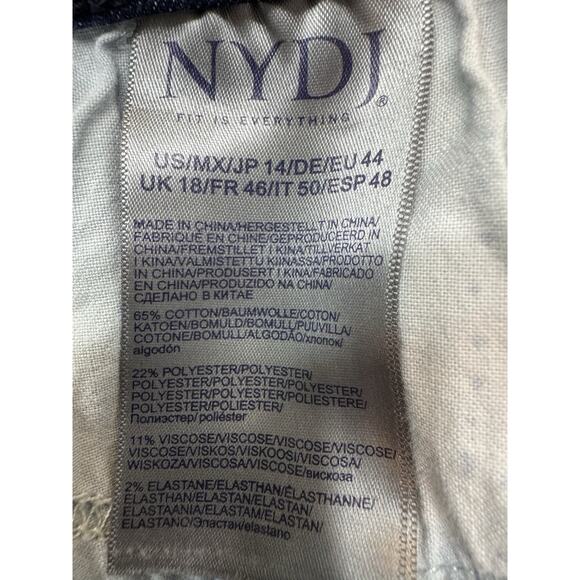 NYDJ®
FIT IS EVERYTHING
US/MX/JP 14/DE/EU 44
UK 18/FR 46/IT 50/ESP 48
MADE IN CHINA/HERGESTELLT IN CHINA/
FABRIQUÉ EN CHINE/GEPRODUCEERD IN
CHINA/FREMSTILLET I KINA/TILLVERKAT
I KINA/VALMISTETTU KIINASSA/PRODOTTO
IN CHINA/PRODUSERT I KINA/FABRICADO
EN CHINA/PRODUZIDO NA CHINA/
СДЕЛАНО В КИТАЕ
65% COTTON/BAUMWOLLE/COTON/
KATOEN/BOMULD/BOMULL/PUUVILLA/
COTONE/BOMULL/ALGODÃO/хлопок/
algodón
22% POLYESTER/POLYESTER/
POLYESTER/POLYESTER/POLYESTER/
POLYESTER/POLYESTERI/POLIESTERE/
POLYESTER/POLIESTER/
Полиэстер/ poliéster
11% VISCOSE/VISCOSE/VISCOSE/VISCOSE/
VISCOSE/VISKOS/VISKOOSI/VISCOSA/
WISKOZA/VISCOSA/VISCOSE/вискоза
2% ELASTANE/ELASTHAN/ÉLASTHANNE/
ELASTHAN/ELASTAN/ELASTAN/
ELASTAANIA/ELASTAM/ELASTAN/
ELASTANO/Эластан/elastano